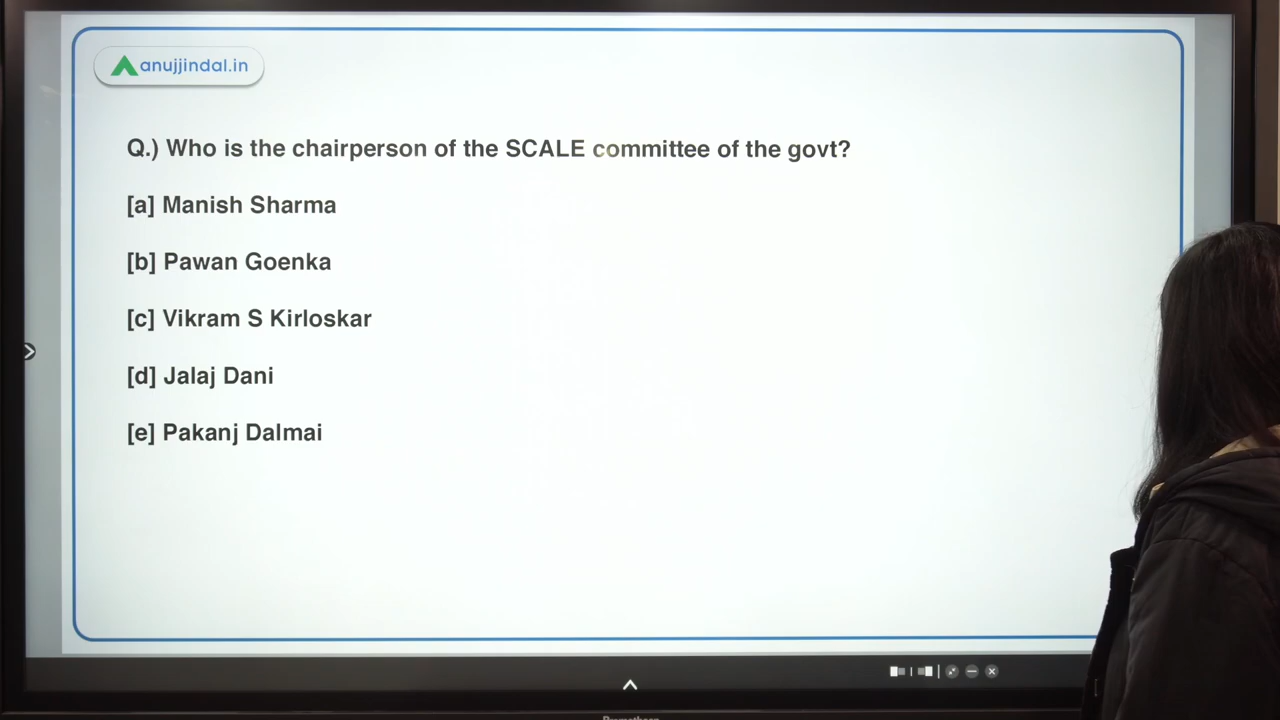 anujjindal.in
Q.) Who is the chairperson of the SCALE committee of the govt?
[a] Manish Sharma
[b] Pawan Goenka
[c] Vikram S Kirloskar
[d] Jalaj Dani
[e] Pakanj Dalmai
Promethean